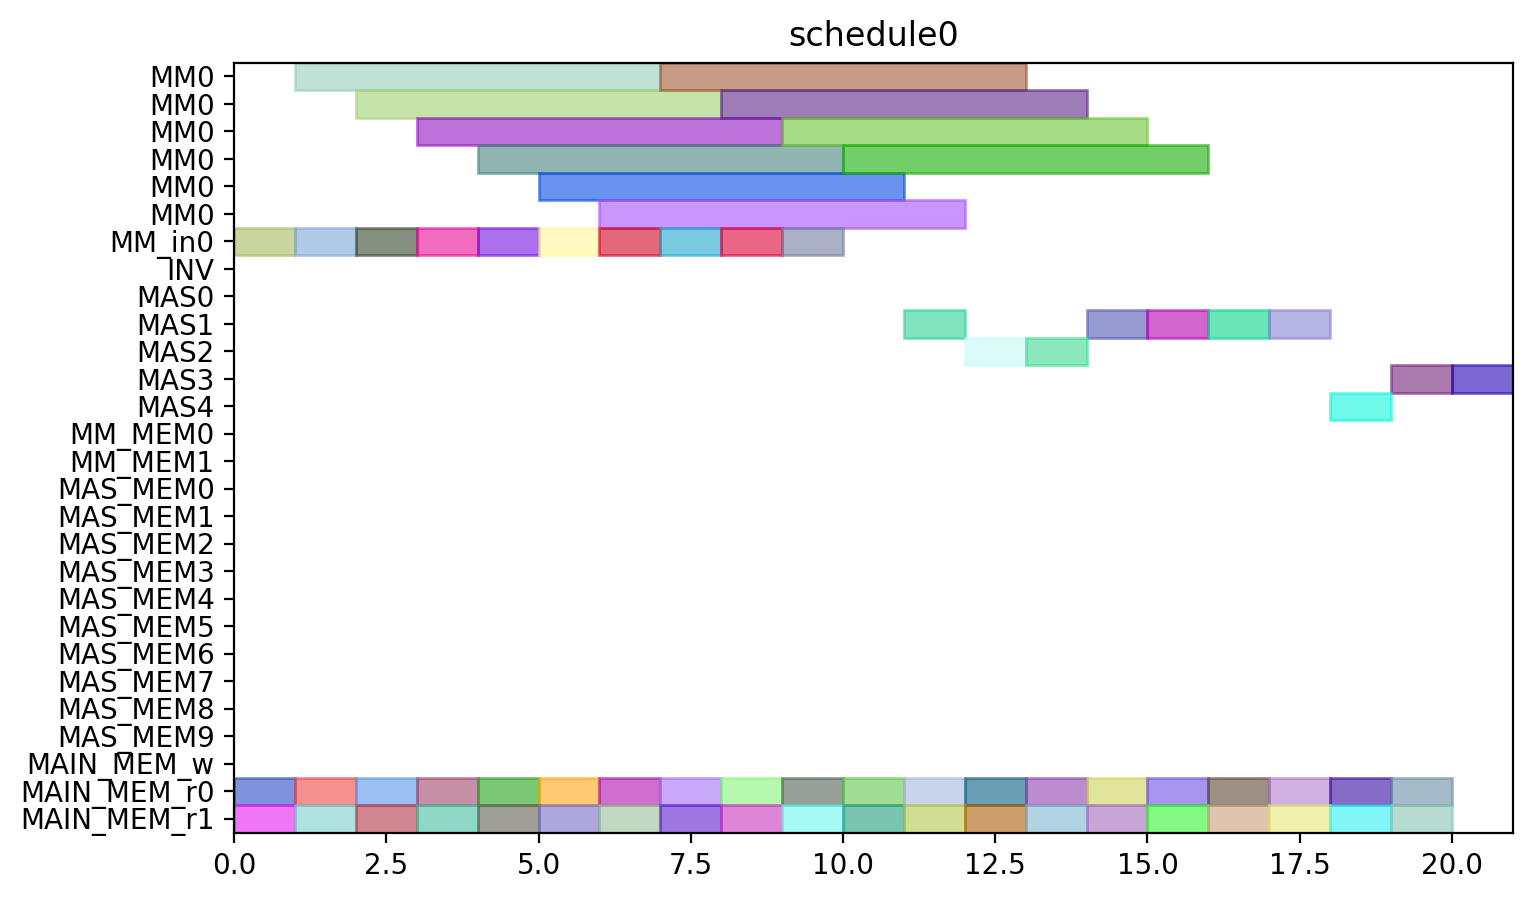 schedule0
MM0
MM0
MM0
MM0
MM0
MM0
MM_in0
INV
MAS0
MAS1
MAS2
MAS3
MAS4
MM_MEM0
MM_MEM1
MAS_MEM0
MAS_MEM1
MAS_MEM2
MAS_MEM3
MAS_MEM4
MAS_MEM5
MAS_MEM6
MAS_MEM7
MAS_MEM8
MAS_MEM9
MAIN_MEM_w
MAIN_MEM_r0
MAIN_MEM_r1
0.0 2.5 5.0 7.5 10.0 12.5 15.0 17.5 20.0